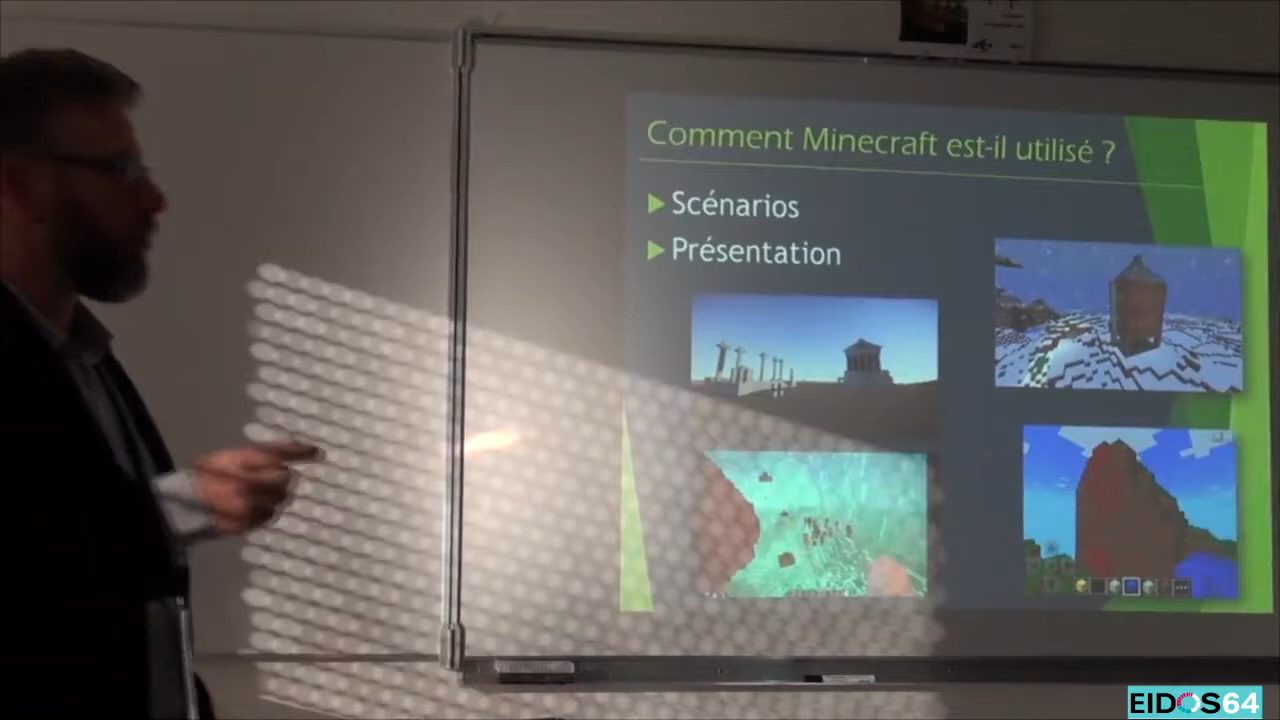 Comment Minecraft est-il utilisé ?
Scénarios
Présentation
EIDOS64